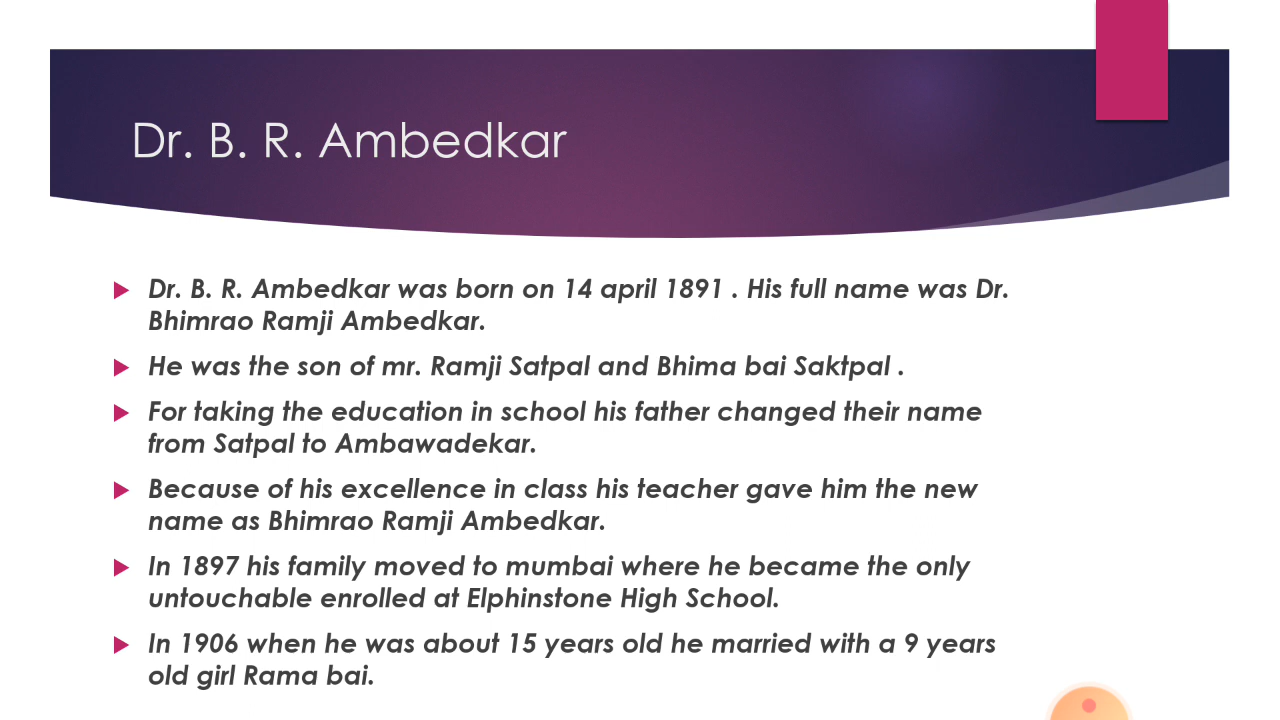 Dr. B. R. Ambedkar
Dr. B. R. Ambedkar was born on 14 april 1891 . His full name was Dr.
Bhimrao Ramji Ambedkar.
He was the son of mr. Ramji Satpal and Bhima bai Saktpal .
For taking the education in school his father changed their name
from Satpal to Ambawadekar.
Because of his excellence in class his teacher gave him the new
name as Bhimrao Ramji Ambedkar.
In 1897 his family moved to mumbai where he became the only
untouchable enrolled at Elphinstone High School.
In 1906 when he was about 15 years old he married with a 9 years
old girl Rama bai.